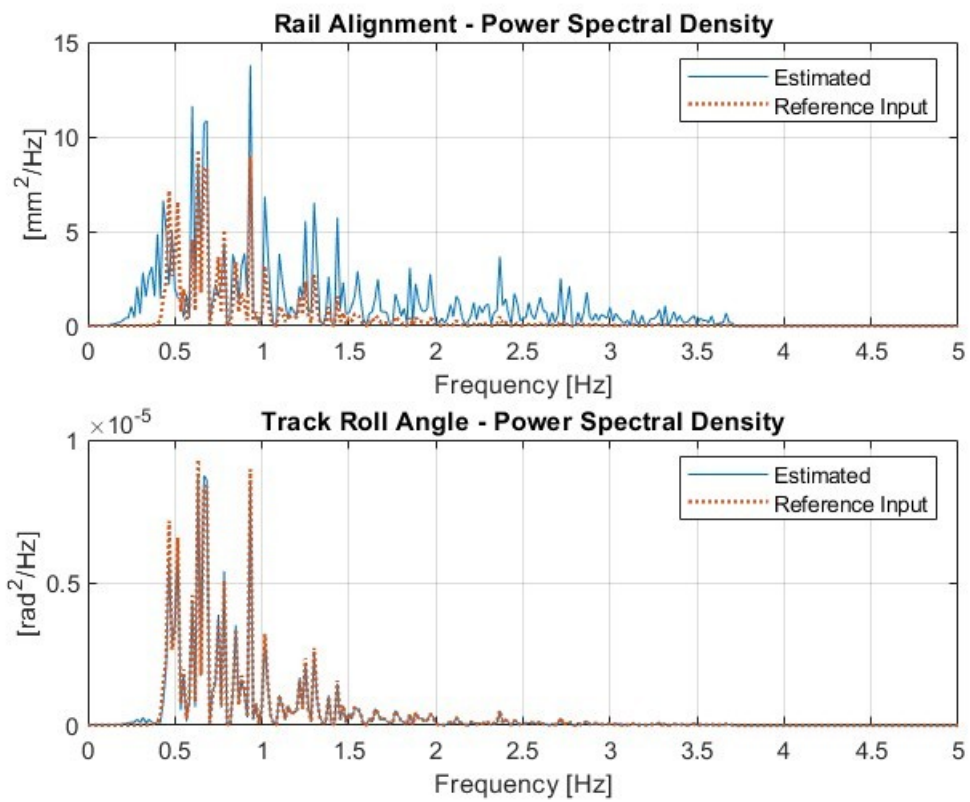 Rail Alignment - Power Spectral Density
15
10
5
0
[mm²/Hz]
Estimated
Reference Input
0 0.5 1 1.5 2 2.5 3 3.5 4 4.5 5
Frequency [Hz]
×10⁻⁵
Track Roll Angle - Power Spectral Density
1
0.5
0
[rad²/Hz]
Estimated
Reference Input
0 0.5 1 1.5 2 2.5 3 3.5 4 4.5 5
Frequency [Hz]